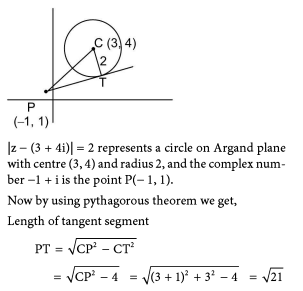 C (3, 4)
2
T
P
(–1, 1)
|z – (3 + 4i)| = 2 represents a circle on Argand plane
with centre (3, 4) and radius 2, and the complex num-
ber –1 + i is the point P(– 1, 1).
Now by using pythagorous theorem we get,
Length of tangent segment
PT = √(CP² – CT²)
= √(CP² – 4) = √((3 + 1)² + 3² – 4) = √21